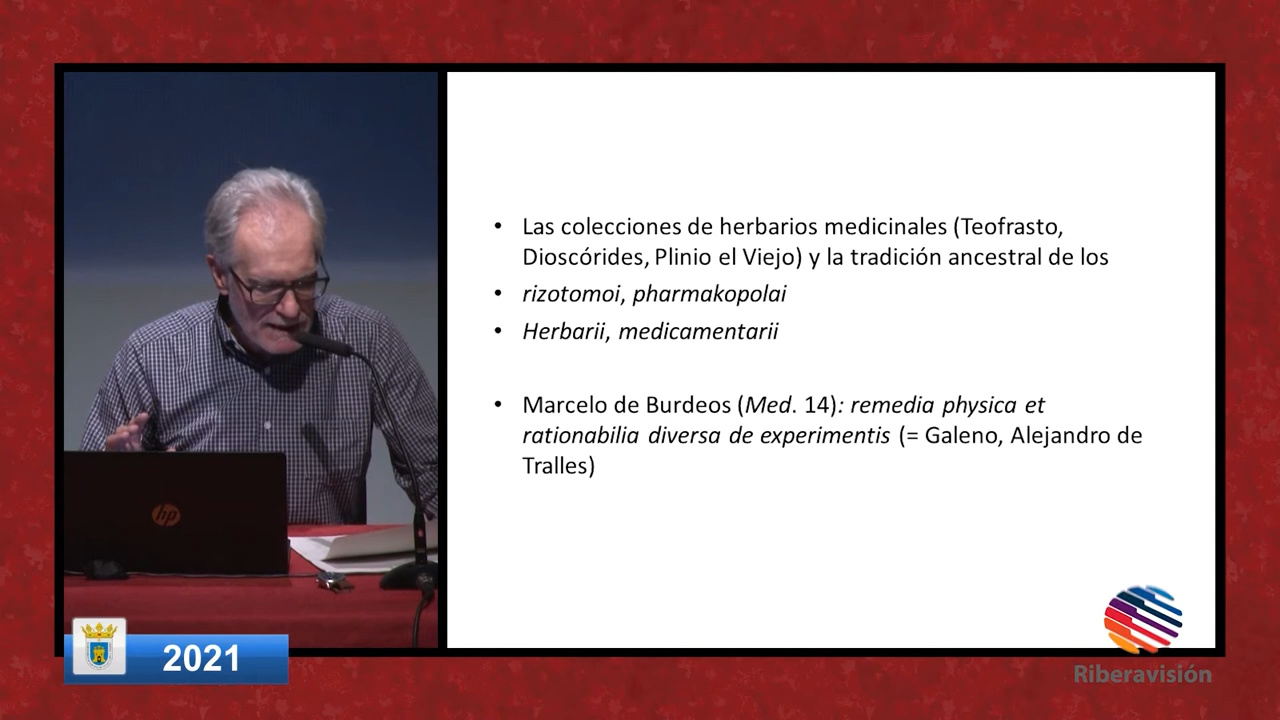 • Las colecciones de herbarios medicinales (Teofrasto,
Dioscórides, Plinio el Viejo) y la tradición ancestral de los
• rizotomoi, pharmakopolai
• Herbarii, medicamentarii
• Marcelo de Burdeos (Med. 14): remedia physica et
rationabilia diversa de experimentis (= Galeno, Alejandro de
Tralles)
hp
2021
Riberavisión